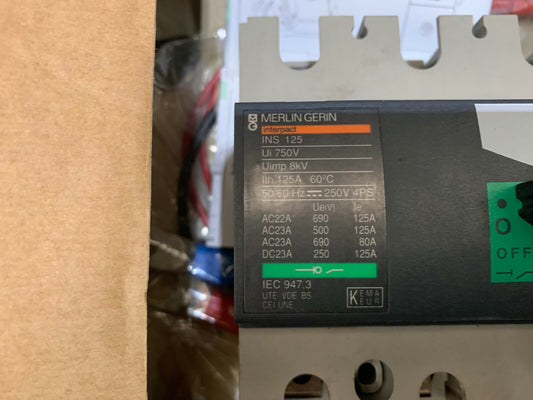 MG MERLIN GERIN
interpact
INS 125
Ui 750V
Uimp 8kV
Ith 125A 60°C
50/60 Hz ⎓ 250V 4PS
Ue(V) Ie
AC22A 690 125A
AC23A 500 125A
AC23A 690 80A
DC23A 250 125A
IEC 947.3
UTE VDE BS
CEI UNE
KEMA
KEUR
O
OFF